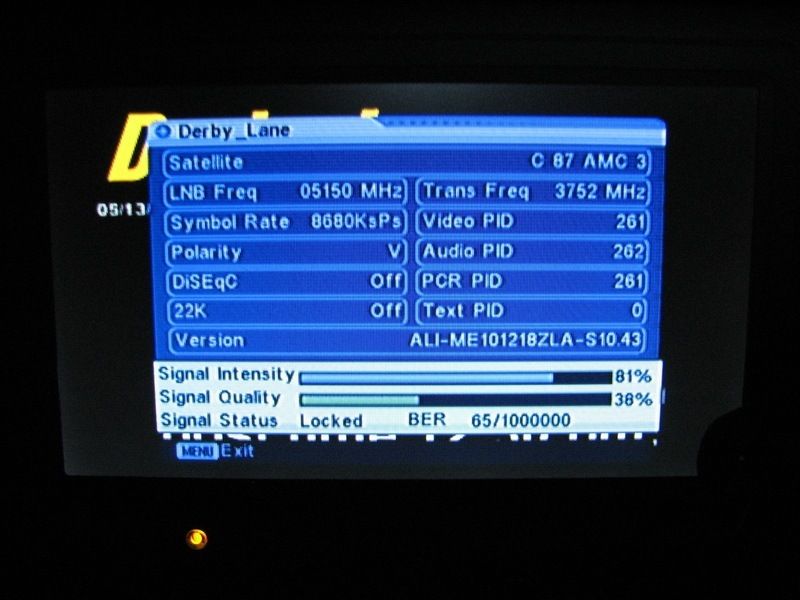 Derby_Lane
05/13/
Satellite C 87 AMC 3
LNB Freq 05150 MHz Trans Freq 3752 MHz
Symbol Rate 8680KsPs Video PID 261
Polarity V Audio PID 262
DiSEqC Off PCR PID 261
22K Off Text PID 0
Version ALI-ME101218ZLA-S10.43
Signal Intensity 81%
Signal Quality 38%
Signal Status Locked BER 65/1000000
MENU Exit